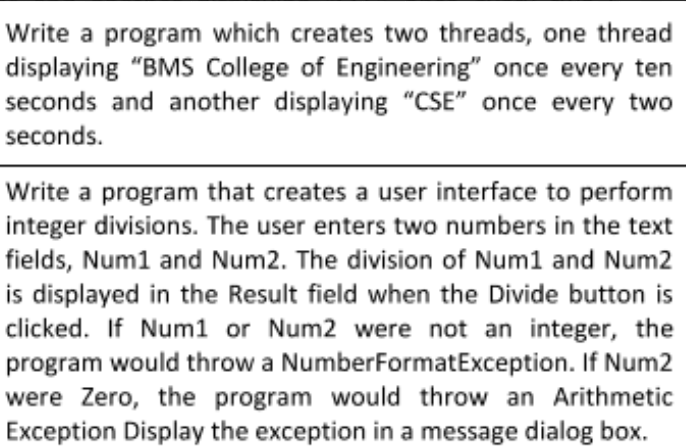 Write a program which creates two threads, one thread
displaying “BMS College of Engineering” once every ten
seconds and another displaying “CSE” once every two
seconds.
Write a program that creates a user interface to perform
integer divisions. The user enters two numbers in the text
fields, Num1 and Num2. The division of Num1 and Num2
is displayed in the Result field when the Divide button is
clicked. If Num1 or Num2 were not an integer, the
program would throw a NumberFormatException. If Num2
were Zero, the program would throw an Arithmetic
Exception Display the exception in a message dialog box.